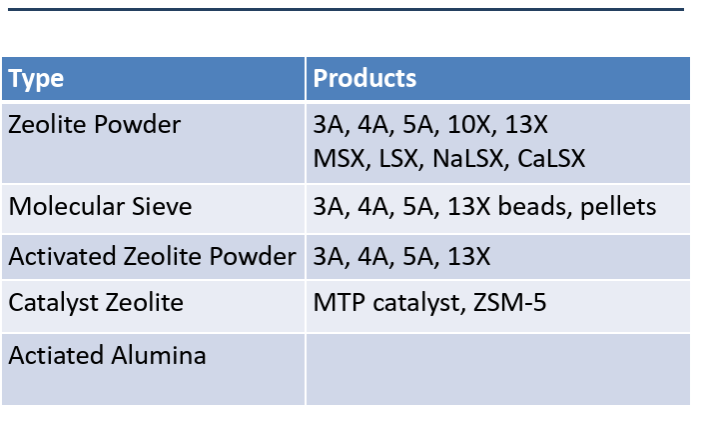 Type Products
Zeolite Powder 3A, 4A, 5A, 10X, 13X
MSX, LSX, NaLSX, CaLSX
Molecular Sieve 3A, 4A, 5A, 13X beads, pellets
Activated Zeolite Powder 3A, 4A, 5A, 13X
Catalyst Zeolite MTP catalyst, ZSM-5
Actiated Alumina